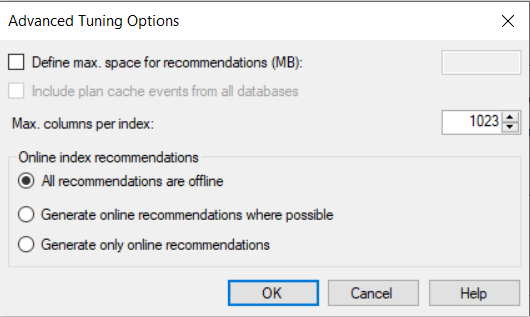 Advanced Tuning Options
Define max. space for recommendations (MB):
Include plan cache events from all databases
Max. columns per index: 1023
Online index recommendations
All recommendations are offline
Generate online recommendations where possible
Generate only online recommendations
OK Cancel Help